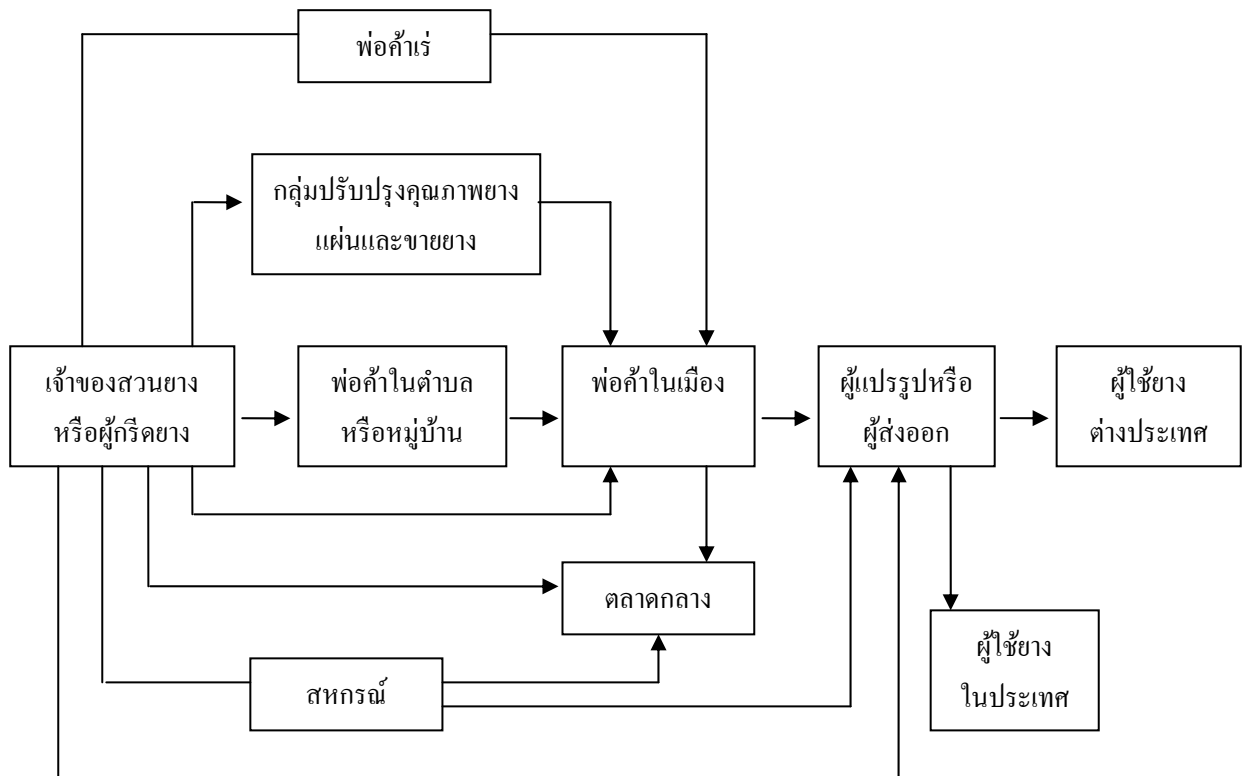 พ่อค้าเร่
กลุ่มปรับปรุงคุณภาพยาง
แผ่นและขายยาง
เจ้าของสวนยาง
หรือผู้กรีดยาง
พ่อค้าในตำบล
หรือหมู่บ้าน
พ่อค้าในเมือง
ผู้แปรรูปหรือ
ผู้ส่งออก
ผู้ใช้ยาง
ต่างประเทศ
ตลาดกลาง
ผู้ใช้ยาง
ในประเทศ
สหกรณ์